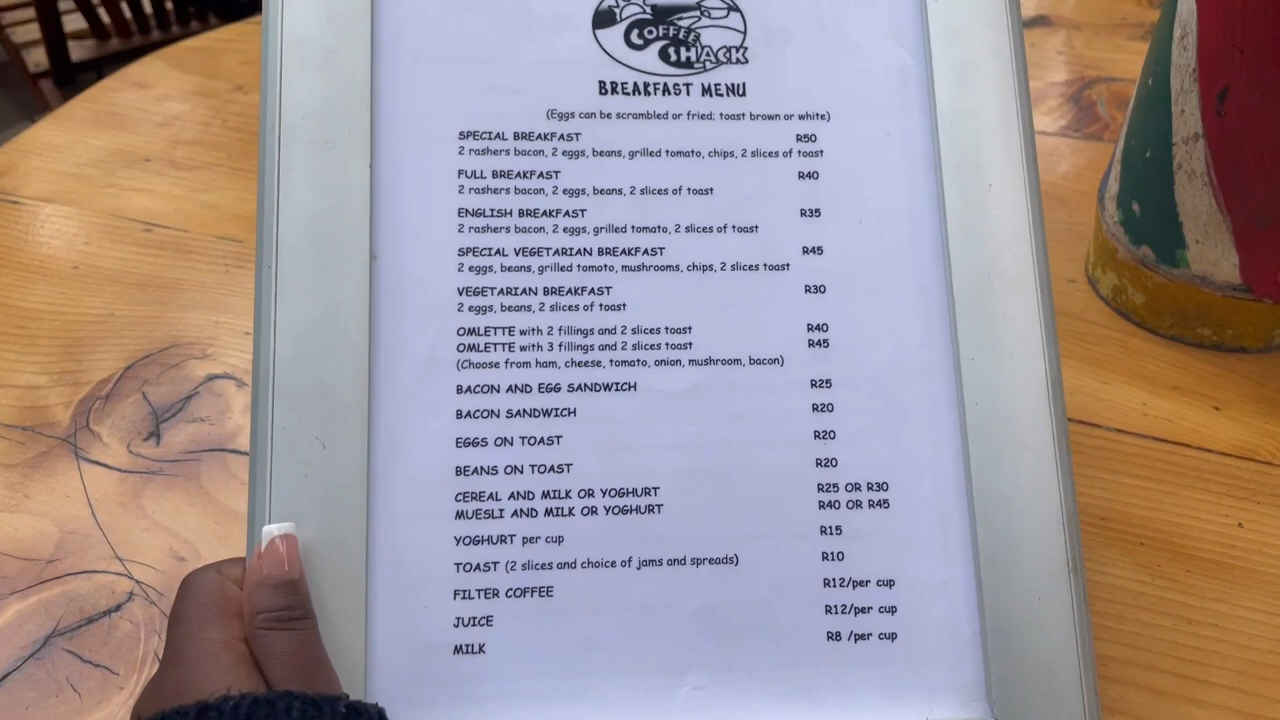 COFFEE
SHACK
BREAKFAST MENU
(Eggs can be scrambled or fried; toast brown or white)
SPECIAL BREAKFAST R50
2 rashers bacon, 2 eggs, beans, grilled tomato, chips, 2 slices of toast
FULL BREAKFAST R40
2 rashers bacon, 2 eggs, beans, 2 slices of toast
ENGLISH BREAKFAST R35
2 rashers bacon, 2 eggs, grilled tomato, 2 slices of toast
SPECIAL VEGETARIAN BREAKFAST R45
2 eggs, beans, grilled tomato, mushrooms, chips, 2 slices toast
VEGETARIAN BREAKFAST R30
2 eggs, beans, 2 slices of toast
OMLETTE with 2 fillings and 2 slices toast R40
OMLETTE with 3 fillings and 2 slices toast R45
(Choose from ham, cheese, tomato, onion, mushroom, bacon)
BACON AND EGG SANDWICH R25
BACON SANDWICH R20
EGGS ON TOAST R20
BEANS ON TOAST R20
CEREAL AND MILK OR YOGHURT R25 OR R30
MUESLI AND MILK OR YOGHURT R40 OR R45
YOGHURT per cup R15
TOAST (2 slices and choice of jams and spreads) R10
FILTER COFFEE R12/per cup
JUICE R12/per cup
MILK R8 /per cup